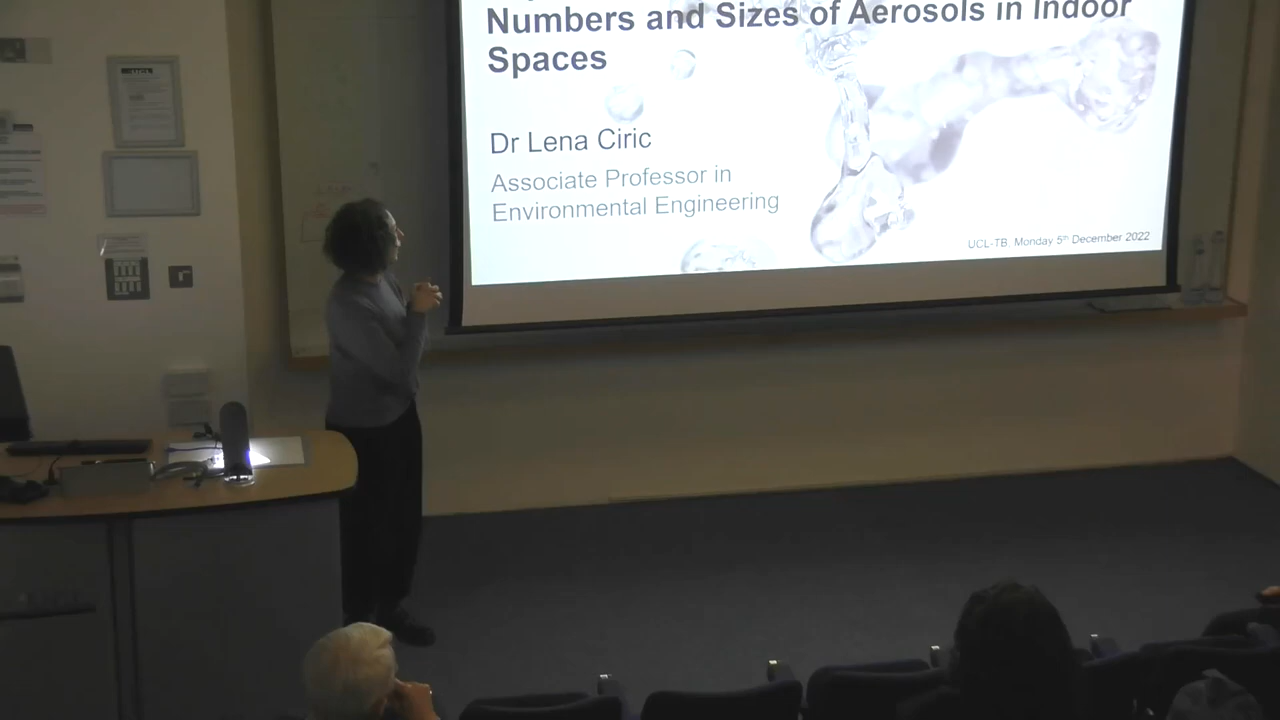 Numbers and Sizes of Aerosols in Indoor
Spaces
Dr Lena Ciric
Associate Professor in
Environmental Engineering
UCL-TB, Monday 5th December 2022